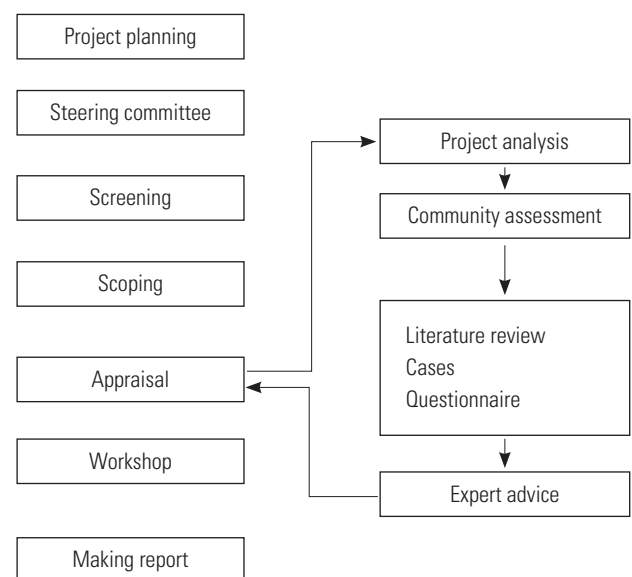 Project planning
Steering committee
Screening
Scoping
Appraisal
Workshop
Making report
Project analysis
Community assessment
Literature review
Cases
Questionnaire
Expert advice